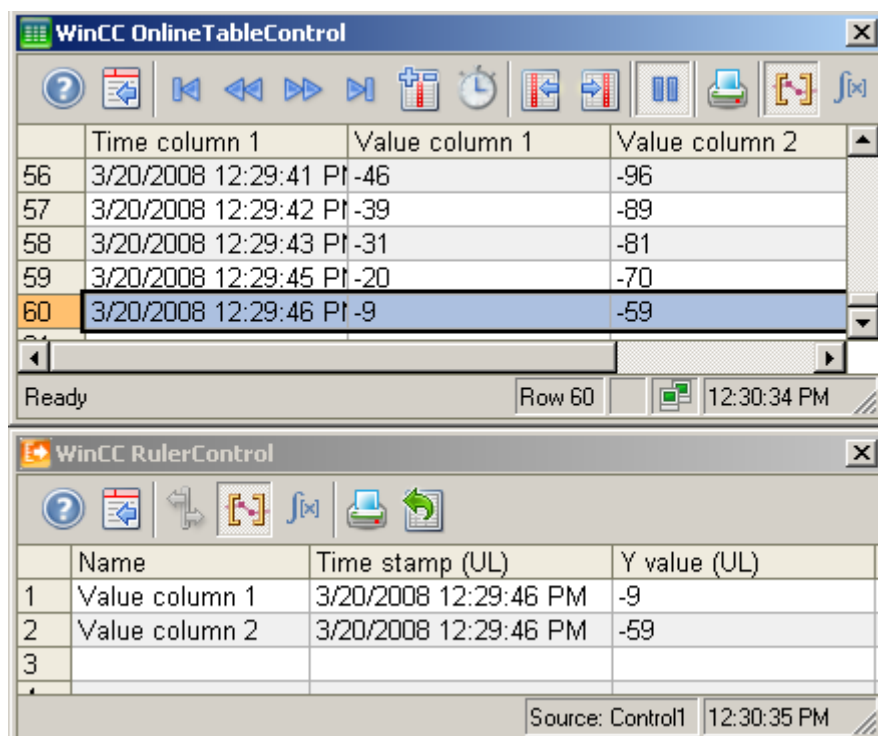 WinCC OnlineTableControl
Time column 1 Value column 1 Value column 2
56 3/20/2008 12:29:41 -46 -96
57 3/20/2008 12:29:42 -39 -89
58 3/20/2008 12:29:43 -31 -81
59 3/20/2008 12:29:45 -20 -70
60 3/20/2008 12:29:46 -9 -59
Ready Row 60 12:30:34 PM
WinCC RulerControl
Name Time stamp (UL) Y value (UL)
1 Value column 1 3/20/2008 12:29:46 PM -9
2 Value column 2 3/20/2008 12:29:46 PM -59
3
Source: Control1 12:30:35 PM